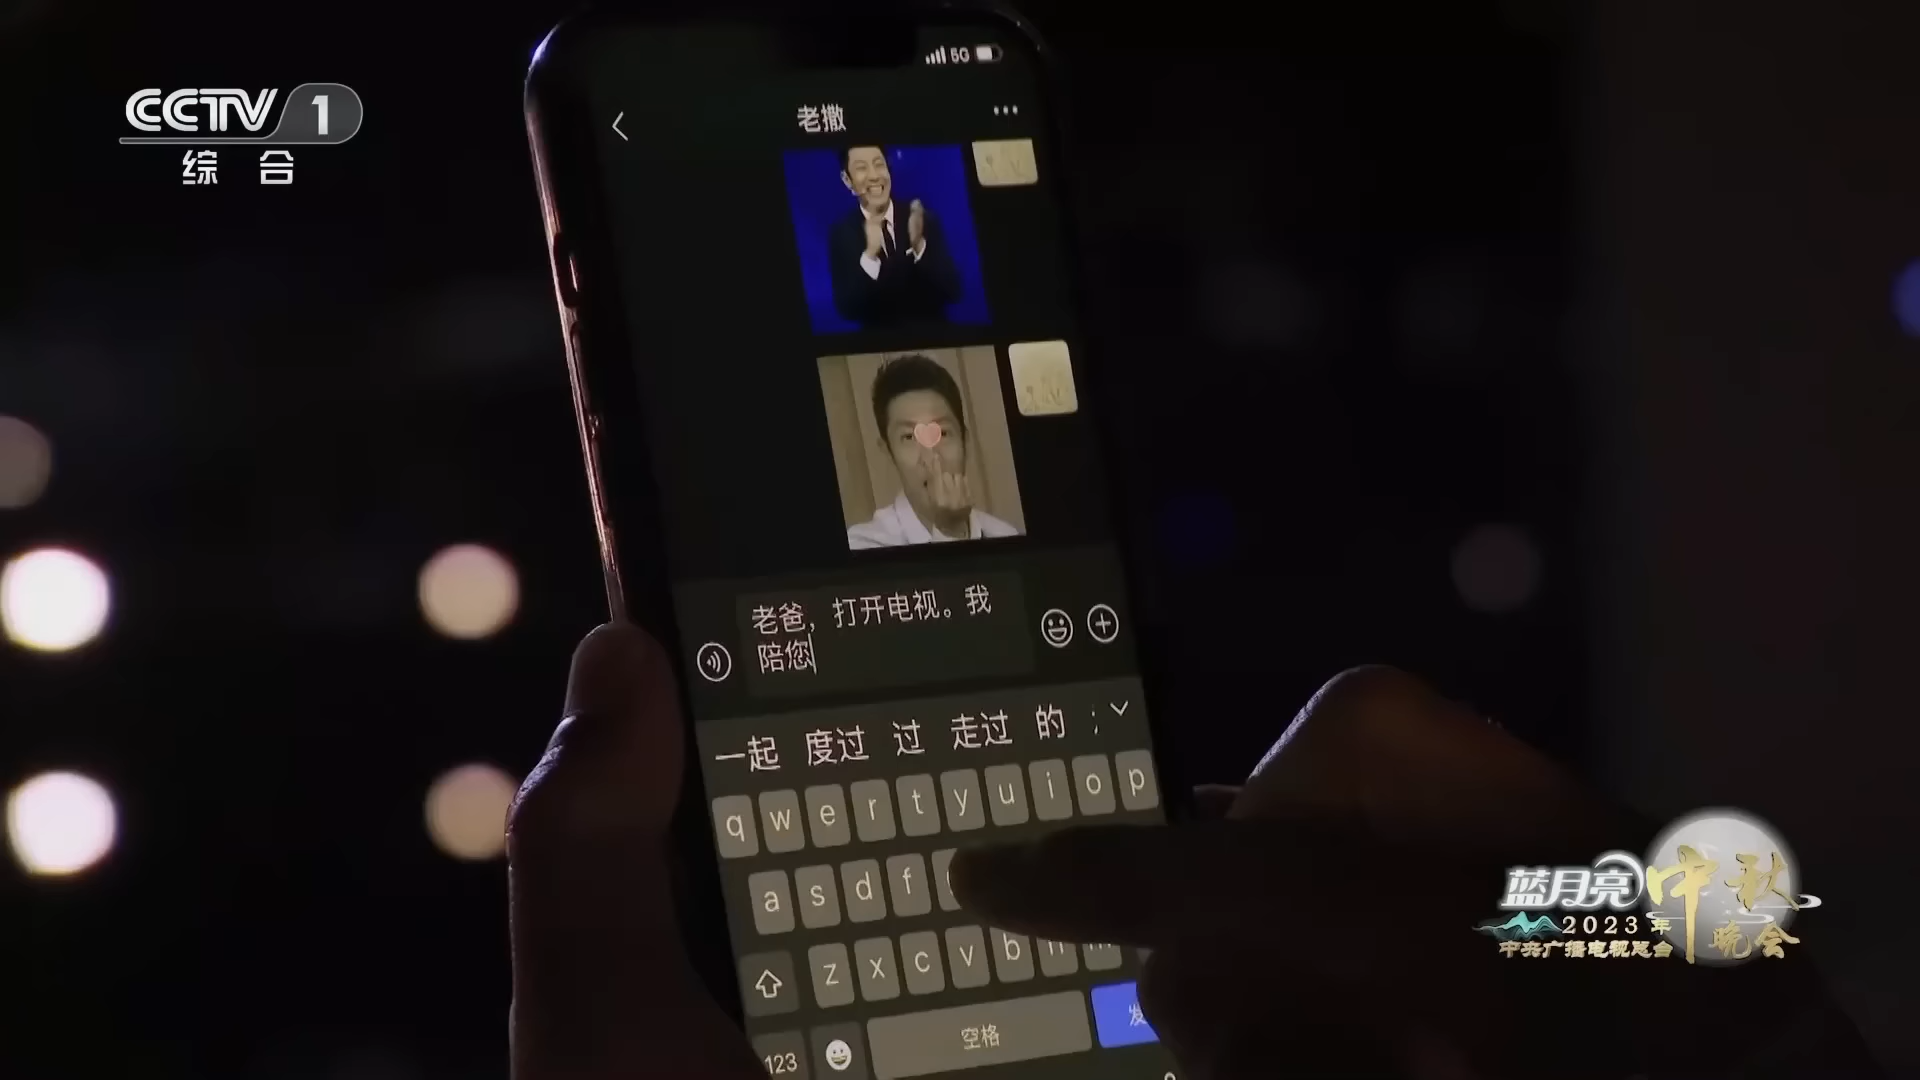 CCTV 1
综合
5G
老撒
老爸，打开电视。我
陪您
一起 度过 过 走过 的 ;
q w e r t y u i o p
a s d f
z x c v b n m
123 空格 发
蓝月亮 中秋
2023年
中央广播电视总台 晚会